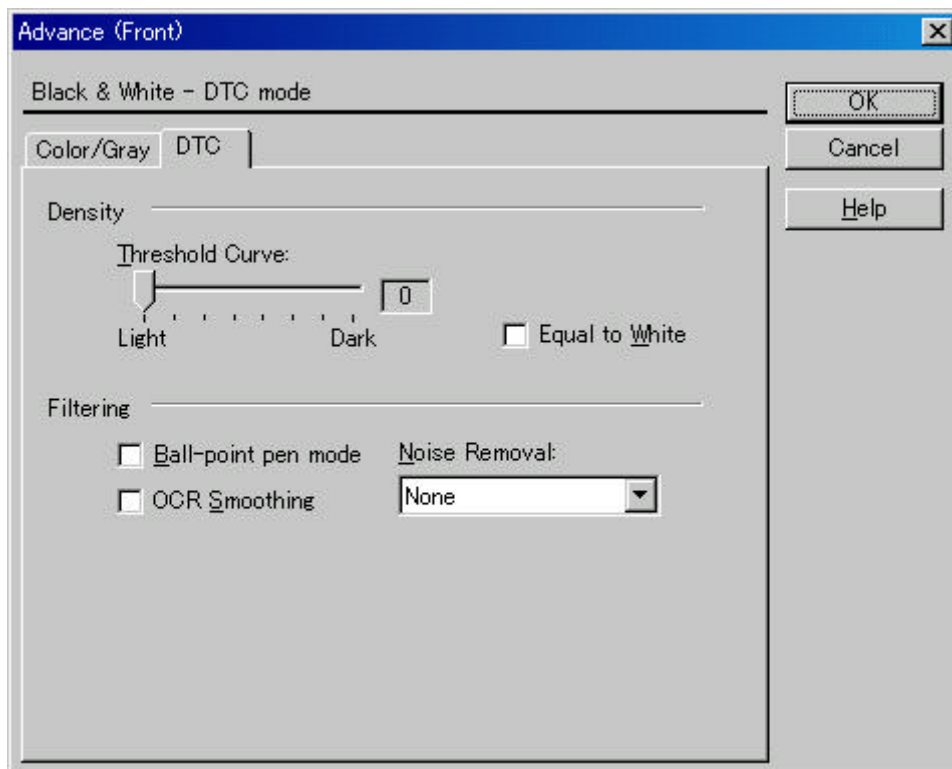 Advance (Front)
Black & White - DTC mode
OK
Color/Gray DTC
Cancel
Density
Help
Threshold Curve:
0
Light Dark
Equal to White
Filtering
Ball-point pen mode
Noise Removal:
OCR Smoothing
None